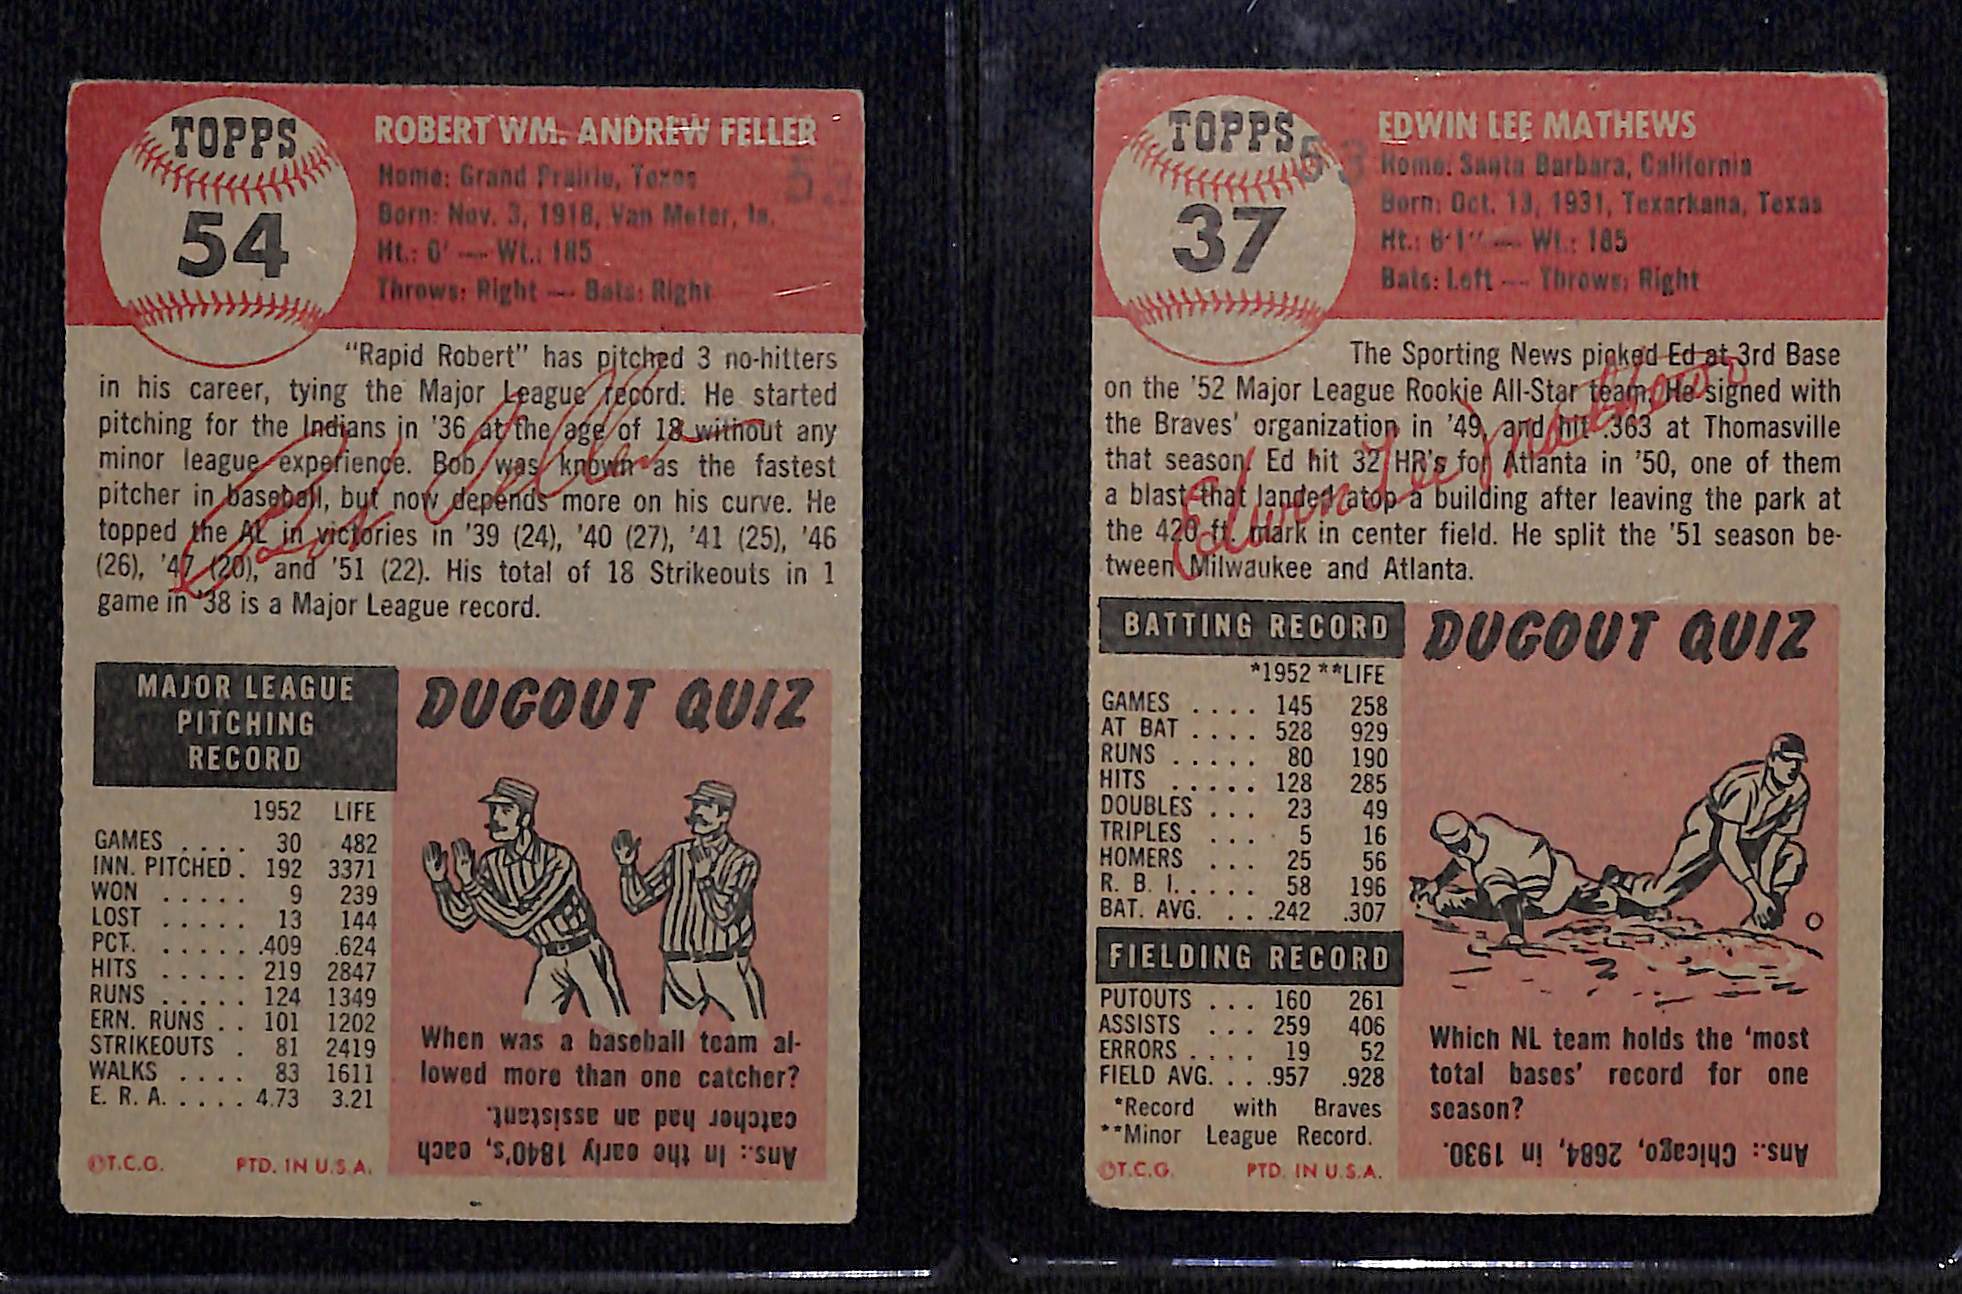 TOPPS
54
ROBERT WM. ANDREW FELLER
Home: Grand Prairie, Texas
Born: Nov. 3, 1918, Van Meter, Ia.
Ht.: 6' — Wt.: 185
Throws: Right — Bats: Right
"Rapid Robert" has pitched 3 no-hitters
in his career, tying the Major League record. He started
pitching for the Indians in '36 at the age of 18 without any
minor league experience. Bob was known as the fastest
pitcher in baseball, but now depends more on his curve. He
topped the AL in victories in '39 (24), '40 (27), '41 (25), '46
(26), '47 (20), and '51 (22). His total of 18 Strikeouts in 1
game in '38 is a Major League record.
Bob Feller
MAJOR LEAGUE
PITCHING
RECORD
1952 LIFE
GAMES .... 30 482
INN. PITCHED . 192 3371
WON ..... 9 239
LOST ..... 13 144
PCT. ..... .409 .624
HITS ..... 219 2847
RUNS ..... 124 1349
ERN. RUNS .. 101 1202
STRIKEOUTS . 81 2419
WALKS .... 83 1611
E. R. A. .... 4.73 3.21
©T.C.G. PTD. IN U.S.A.
DUGOUT QUIZ
When was a baseball team al-
lowed more than one catcher?
Ans.: In the early 1840's, each
catcher had an assistant.
TOPPS
37
53
EDWIN LEE MATHEWS
Home: Santa Barbara, California
Born: Oct. 13, 1931, Texarkana, Texas
Ht.: 6'1" — Wt.: 185
Bats: Left — Throws: Right
The Sporting News picked Ed at 3rd Base
on the '52 Major League Rookie All-Star team. He signed with
the Braves' organization in '49, and hit .363 at Thomasville
that season. Ed hit 32 HR's for Atlanta in '50, one of them
a blast that landed atop a building after leaving the park at
the 420 ft. mark in center field. He split the '51 season be-
tween Milwaukee and Atlanta.
Edwin Lee Mathews
BATTING RECORD
*1952 **LIFE
GAMES .... 145 258
AT BAT .... 528 929
RUNS ..... 80 190
HITS ..... 128 285
DOUBLES ... 23 49
TRIPLES ... 5 16
HOMERS ... 25 56
R. B. I. .... 58 196
BAT. AVG. ... .242 .307
FIELDING RECORD
PUTOUTS ... 160 261
ASSISTS ... 259 406
ERRORS .... 19 52
FIELD AVG. ... .957 .928
*Record with Braves
**Minor League Record.
©T.C.G. PTD. IN U.S.A.
DUGOUT QUIZ
Which NL team holds the 'most
total bases' record for one
season?
Ans.: Chicago, 2684, in 1930.